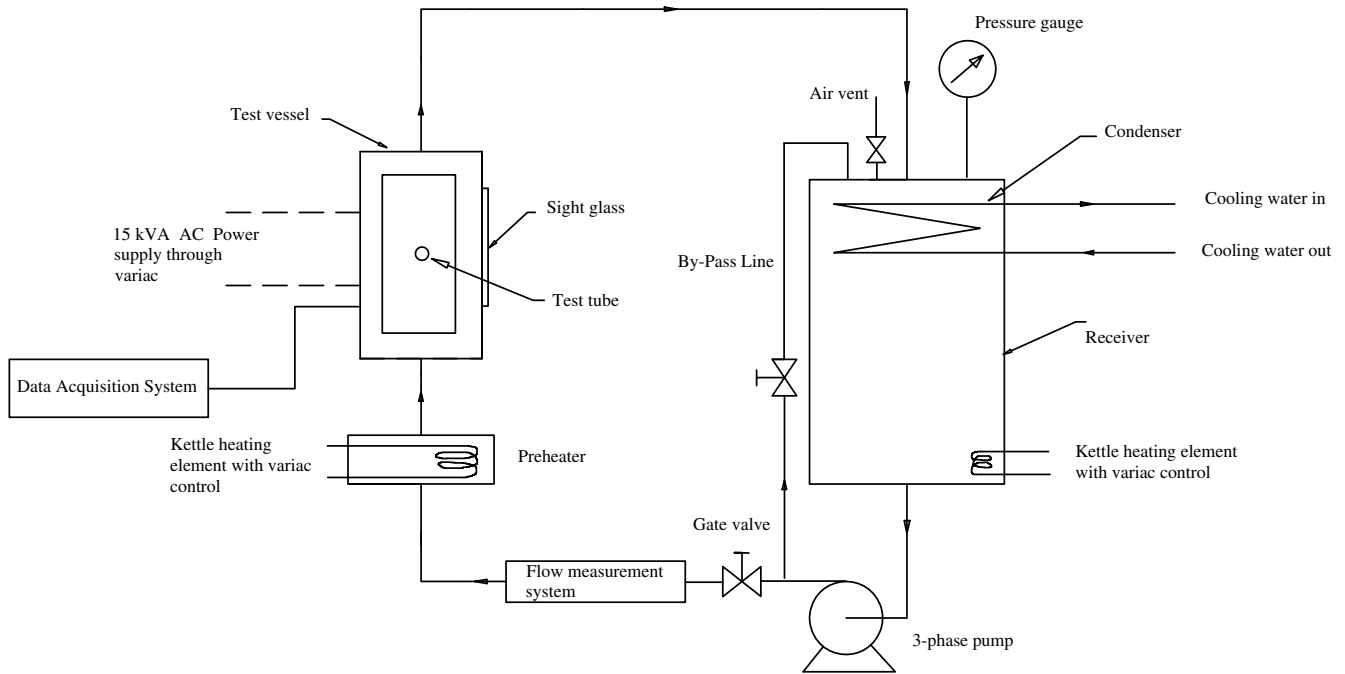 Pressure gauge
Air vent
Test vessel
Condenser
Cooling water in
Sight glass
15 kVA AC Power
supply through
variac
Cooling water out
By-Pass Line
Test tube
Receiver
Data Acquisition System
Kettle heating
element with variac
control
Preheater
Kettle heating element
with variac control
Gate valve
Flow measurement
system
3-phase pump